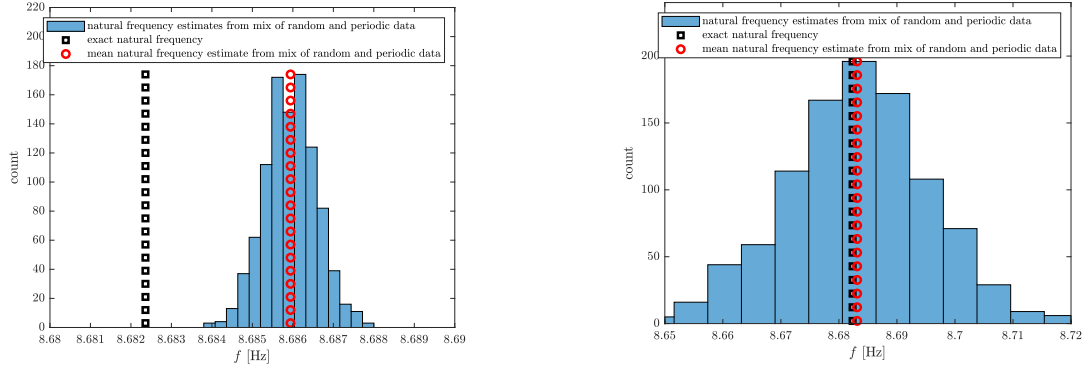 220
200
180
160
140
120
100
80
60
40
20
0
count
natural frequency estimates from mix of random and periodic data
exact natural frequency
mean natural frequency estimate from mix of random and periodic data
8.68 8.681 8.682 8.683 8.684 8.685 8.686 8.687 8.688 8.689 8.69
f [Hz]
200
150
100
50
0
count
natural frequency estimates from mix of random and periodic data
exact natural frequency
mean natural frequency estimate from mix of random and periodic data
8.65 8.66 8.67 8.68 8.69 8.7 8.71 8.72
f [Hz]